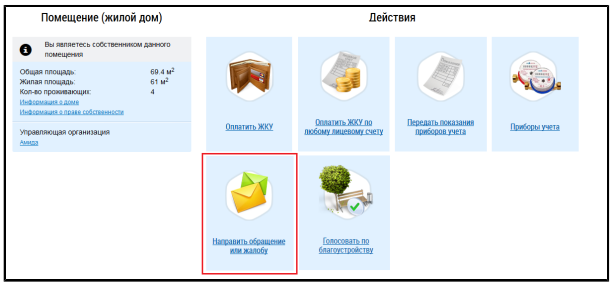 Помещение (жилой дом)
Действия
Вы являетесь собственником данного
помещения
Общая площадь: 69.4 м²
Жилая площадь: 61 м²
Кол-во проживающих: 4
Информация о доме
Информация о праве собственности
Управляющая организация
Амида
Оплатить ЖКУ
Оплатить ЖКУ по
любому лицевому счету
Передать показания
приборов учета
Приборы учета
Направить обращение
или жалобу
Голосовать по
благоустройству